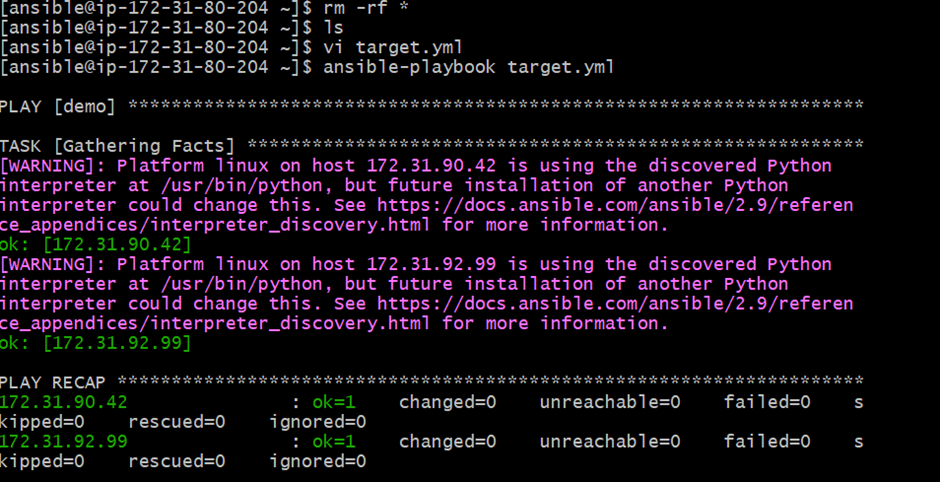 [ansible@ip-172-31-80-204 ~]$ rm -rf *
[ansible@ip-172-31-80-204 ~]$ ls
[ansible@ip-172-31-80-204 ~]$ vi target.yml
[ansible@ip-172-31-80-204 ~]$ ansible-playbook target.yml
PLAY [demo] ********************************************************************
TASK [Gathering Facts] *********************************************************
[WARNING]: Platform linux on host 172.31.90.42 is using the discovered Python
interpreter at /usr/bin/python, but future installation of another Python
interpreter could change this. See https://docs.ansible.com/ansible/2.9/referen
ce_appendices/interpreter_discovery.html for more information.
ok: [172.31.90.42]
[WARNING]: Platform linux on host 172.31.92.99 is using the discovered Python
interpreter at /usr/bin/python, but future installation of another Python
interpreter could change this. See https://docs.ansible.com/ansible/2.9/referen
ce_appendices/interpreter_discovery.html for more information.
ok: [172.31.92.99]
PLAY RECAP *********************************************************************
172.31.90.42               : ok=1    changed=0    unreachable=0    failed=0    s
kipped=0    rescued=0    ignored=0
172.31.92.99               : ok=1    changed=0    unreachable=0    failed=0    s
kipped=0    rescued=0    ignored=0